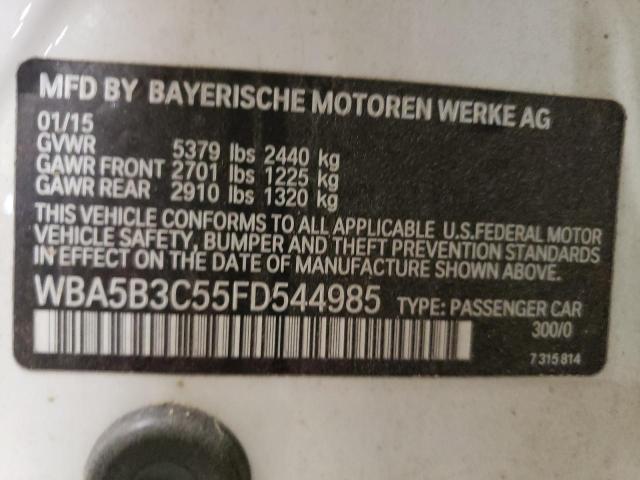 MFD BY BAYERISCHE MOTOREN WERKE AG
01/15
GVWR 5379 lbs 2440 kg
GAWR FRONT 2701 lbs 1225 kg
GAWR REAR 2910 lbs 1320 kg
THIS VEHICLE CONFORMS TO ALL APPLICABLE U.S.FEDERAL MOTOR
VEHICLE SAFETY, BUMPER AND THEFT PREVENTION STANDARDS
IN EFFECT ON THE DATE OF MANUFACTURE SHOWN ABOVE.
WBA5B3C55FD544985 TYPE: PASSENGER CAR
300/0
7 315 814